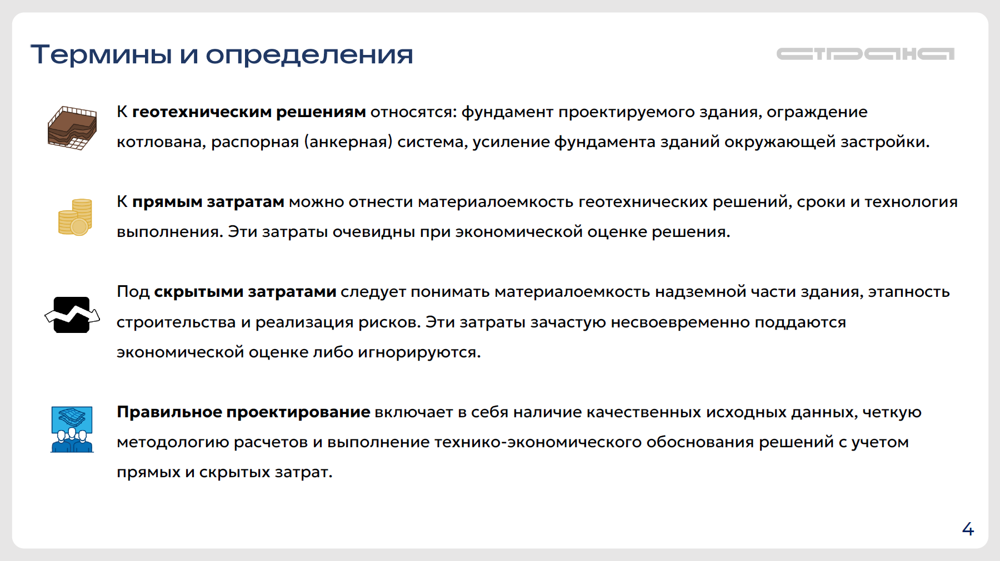 Термины и определения
СТРАНА
К геотехническим решениям относятся: фундамент проектируемого здания, ограждение
котлована, распорная (анкерная) система, усиление фундамента зданий окружающей застройки.
К прямым затратам можно отнести материалоемкость геотехнических решений, сроки и технология
выполнения. Эти затраты очевидны при экономической оценке решения.
Под скрытыми затратами следует понимать материалоемкость надземной части здания, этапность
строительства и реализация рисков. Эти затраты зачастую несвоевременно поддаются
экономической оценке либо игнорируются.
Правильное проектирование включает в себя наличие качественных исходных данных, четкую
методологию расчетов и выполнение технико-экономического обоснования решений с учетом
прямых и скрытых затрат.
4